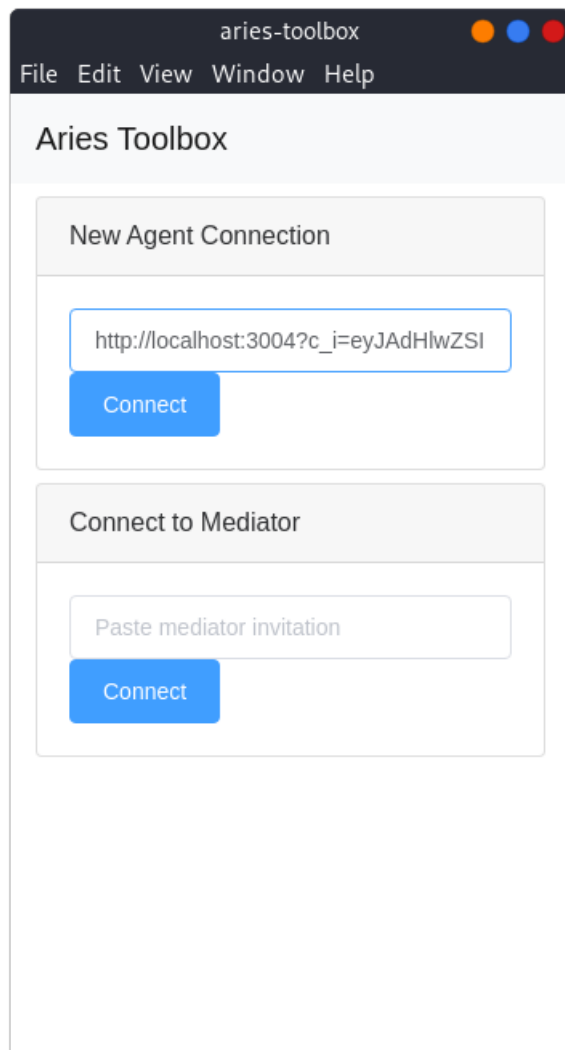 aries-toolbox
File Edit View Window Help
Aries Toolbox
New Agent Connection
http://localhost:3004?c_i=eyJAdHlwZSI
Connect
Connect to Mediator
Paste mediator invitation
Connect